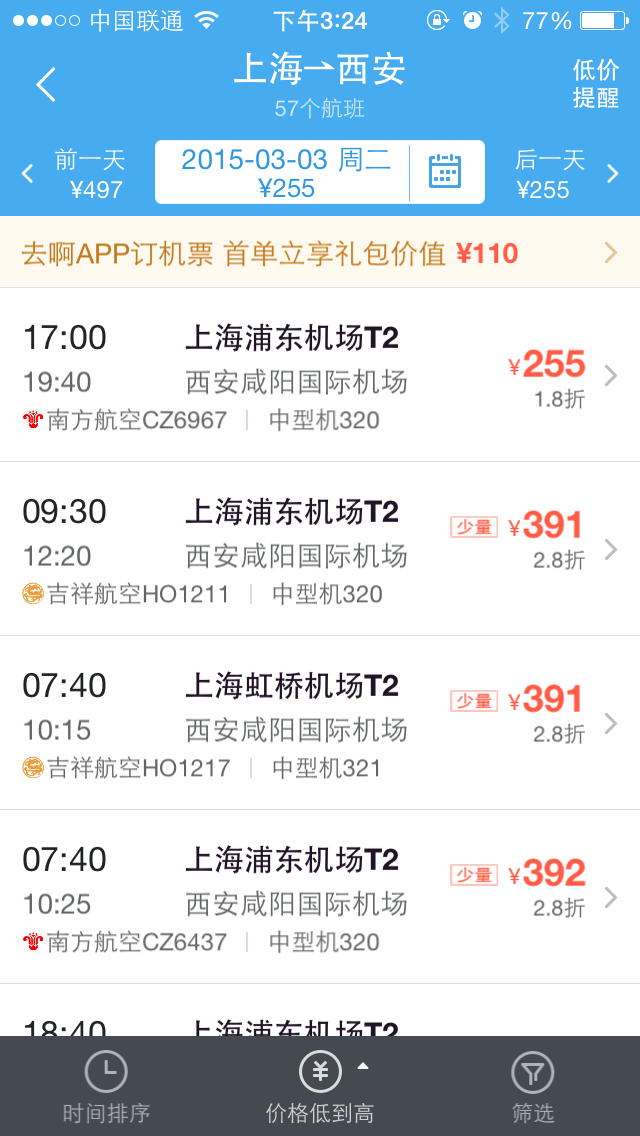 中国联通 下午3:24 77%
上海→西安
57个航班
低价
提醒
前一天
¥497
2015-03-03 周二
¥255
后一天
¥255
去啊APP订机票 首单立享礼包价值 ¥110
17:00 上海浦东机场T2
¥255
19:40 西安咸阳国际机场
1.8折
南方航空CZ6967 | 中型机320
09:30 上海浦东机场T2
少量 ¥391
12:20 西安咸阳国际机场
2.8折
吉祥航空HO1211 | 中型机320
07:40 上海虹桥机场T2
少量 ¥391
10:15 西安咸阳国际机场
2.8折
吉祥航空HO1217 | 中型机321
07:40 上海浦东机场T2
少量 ¥392
10:25 西安咸阳国际机场
2.8折
南方航空CZ6437 | 中型机320
18:40 上海浦东机场T2
时间排序
价格低到高
筛选